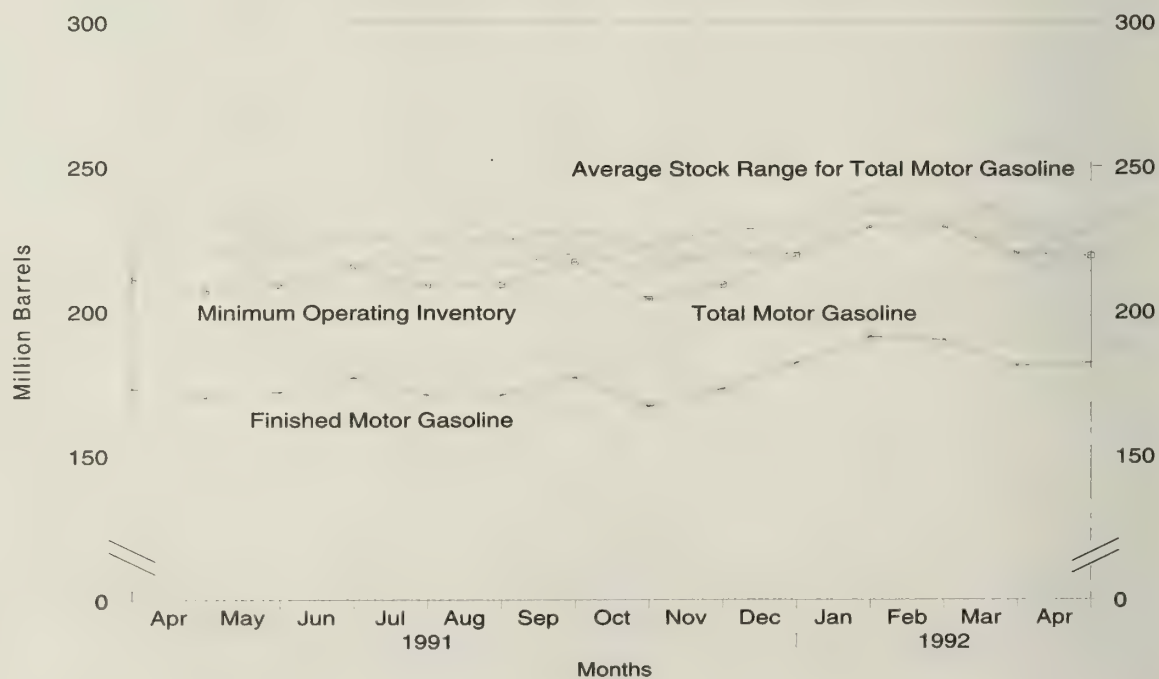 300 300
250 Average Stock Range for Total Motor Gasoline 250
Million Barrels
200 Minimum Operating Inventory Total Motor Gasoline 200
Finished Motor Gasoline
150 150
0 0
Apr May Jun Jul Aug Sep Oct Nov Dec Jan Feb Mar Apr
1991 1992
Months